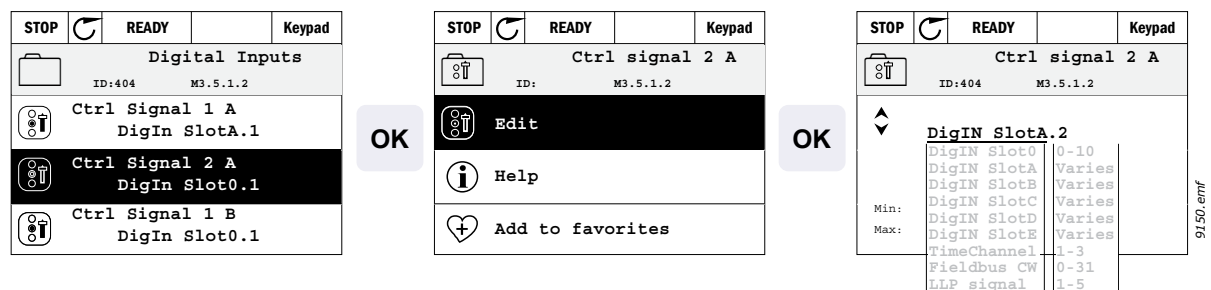 STOP READY Keypad
Digital Inputs
ID:404 M3.5.1.2
Ctrl Signal 1 A
DigIn SlotA.1
Ctrl Signal 2 A
DigIn Slot0.1
Ctrl Signal 1 B
DigIn Slot0.1
OK
STOP READY Keypad
Ctrl signal 2 A
ID: M3.5.1.2
Edit
Help
Add to favorites
OK
STOP READY Keypad
Ctrl signal 2 A
ID:404 M3.5.1.2
DigIN SlotA.2
DigIN Slot0 0-10
DigIN SlotA Varies
DigIN SlotB Varies
DigIN SlotC Varies
DigIN SlotD Varies
DigIN SlotE Varies
TimeChannel 1-3
Fieldbus CW 0-31
LLP signal 1-5
Min:
Max:
9150.emf